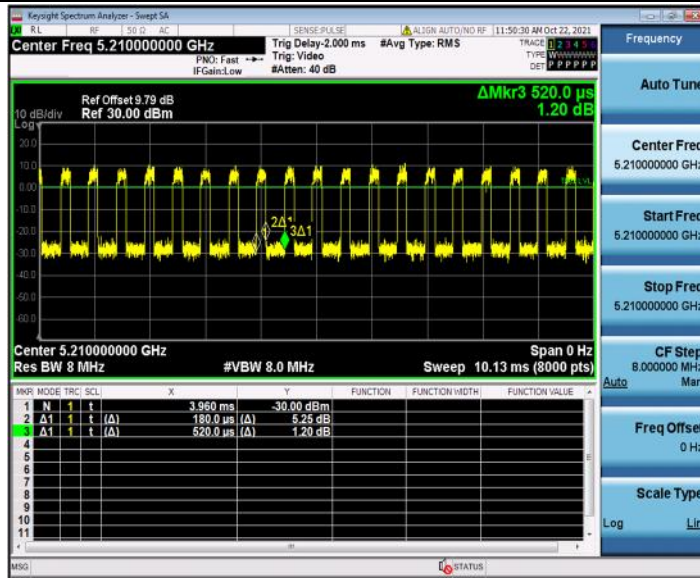 Keysight Spectrum Analyzer - Swept SA
RL RF 50 Ω AC SENSE:PULSE ALIGN AUTO/NO RF 11:50:30 AM Oct 22, 2021
Center Freq 5.210000000 GHz
PNO: Fast
IFGain:Low
Trig Delay-2.000 ms
Trig: Video
#Atten: 40 dB
#Avg Type: RMS
TRACE 1 2 3 4 5 6
TYPE WWWWWW
DET P P P P P P
Ref Offset 9.79 dB
10 dB/div Ref 30.00 dBm
Log
ΔMkr3 520.0 µs
1.20 dB
20.0
10.0
0.00
-10.0
-20.0
-30.0
-40.0
-50.0
-60.0
2Δ1
3Δ1
Center 5.210000000 GHz Span 0 Hz
Res BW 8 MHz #VBW 8.0 MHz Sweep 10.13 ms (8000 pts)
MKR MODE TRC SCL X Y FUNCTION FUNCTION WIDTH FUNCTION VALUE
1 N 1 t 3.960 ms -30.00 dBm
2 Δ1 1 t (Δ) 180.0 µs (Δ) 5.25 dB
3 Δ1 1 t (Δ) 520.0 µs (Δ) 1.20 dB
4
5
6
7
8
9
10
11
MSG STATUS
Frequency
Auto Tune
Center Freq
5.210000000 GHz
Start Freq
5.210000000 GHz
Stop Freq
5.210000000 GHz
CF Step
8.000000 MHz
Auto Man
Freq Offset
0 Hz
Scale Type
Log Lin